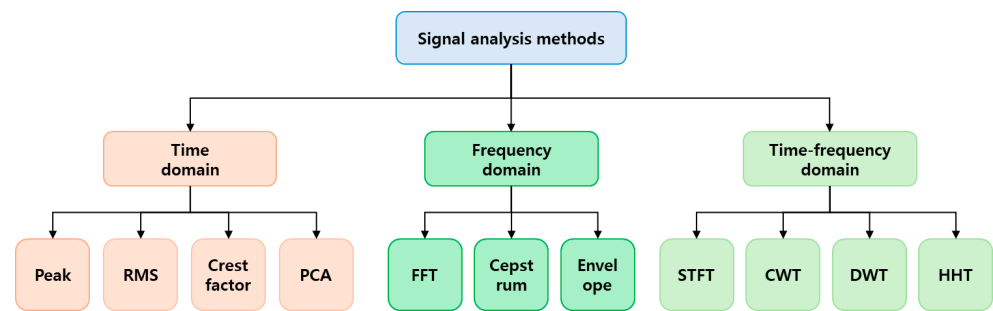 Signal analysis methods
Time
domain
Frequency
domain
Time-frequency
domain
Peak
RMS
Crest
factor
PCA
FFT
Cepst
rum
Envel
ope
STFT
CWT
DWT
HHT